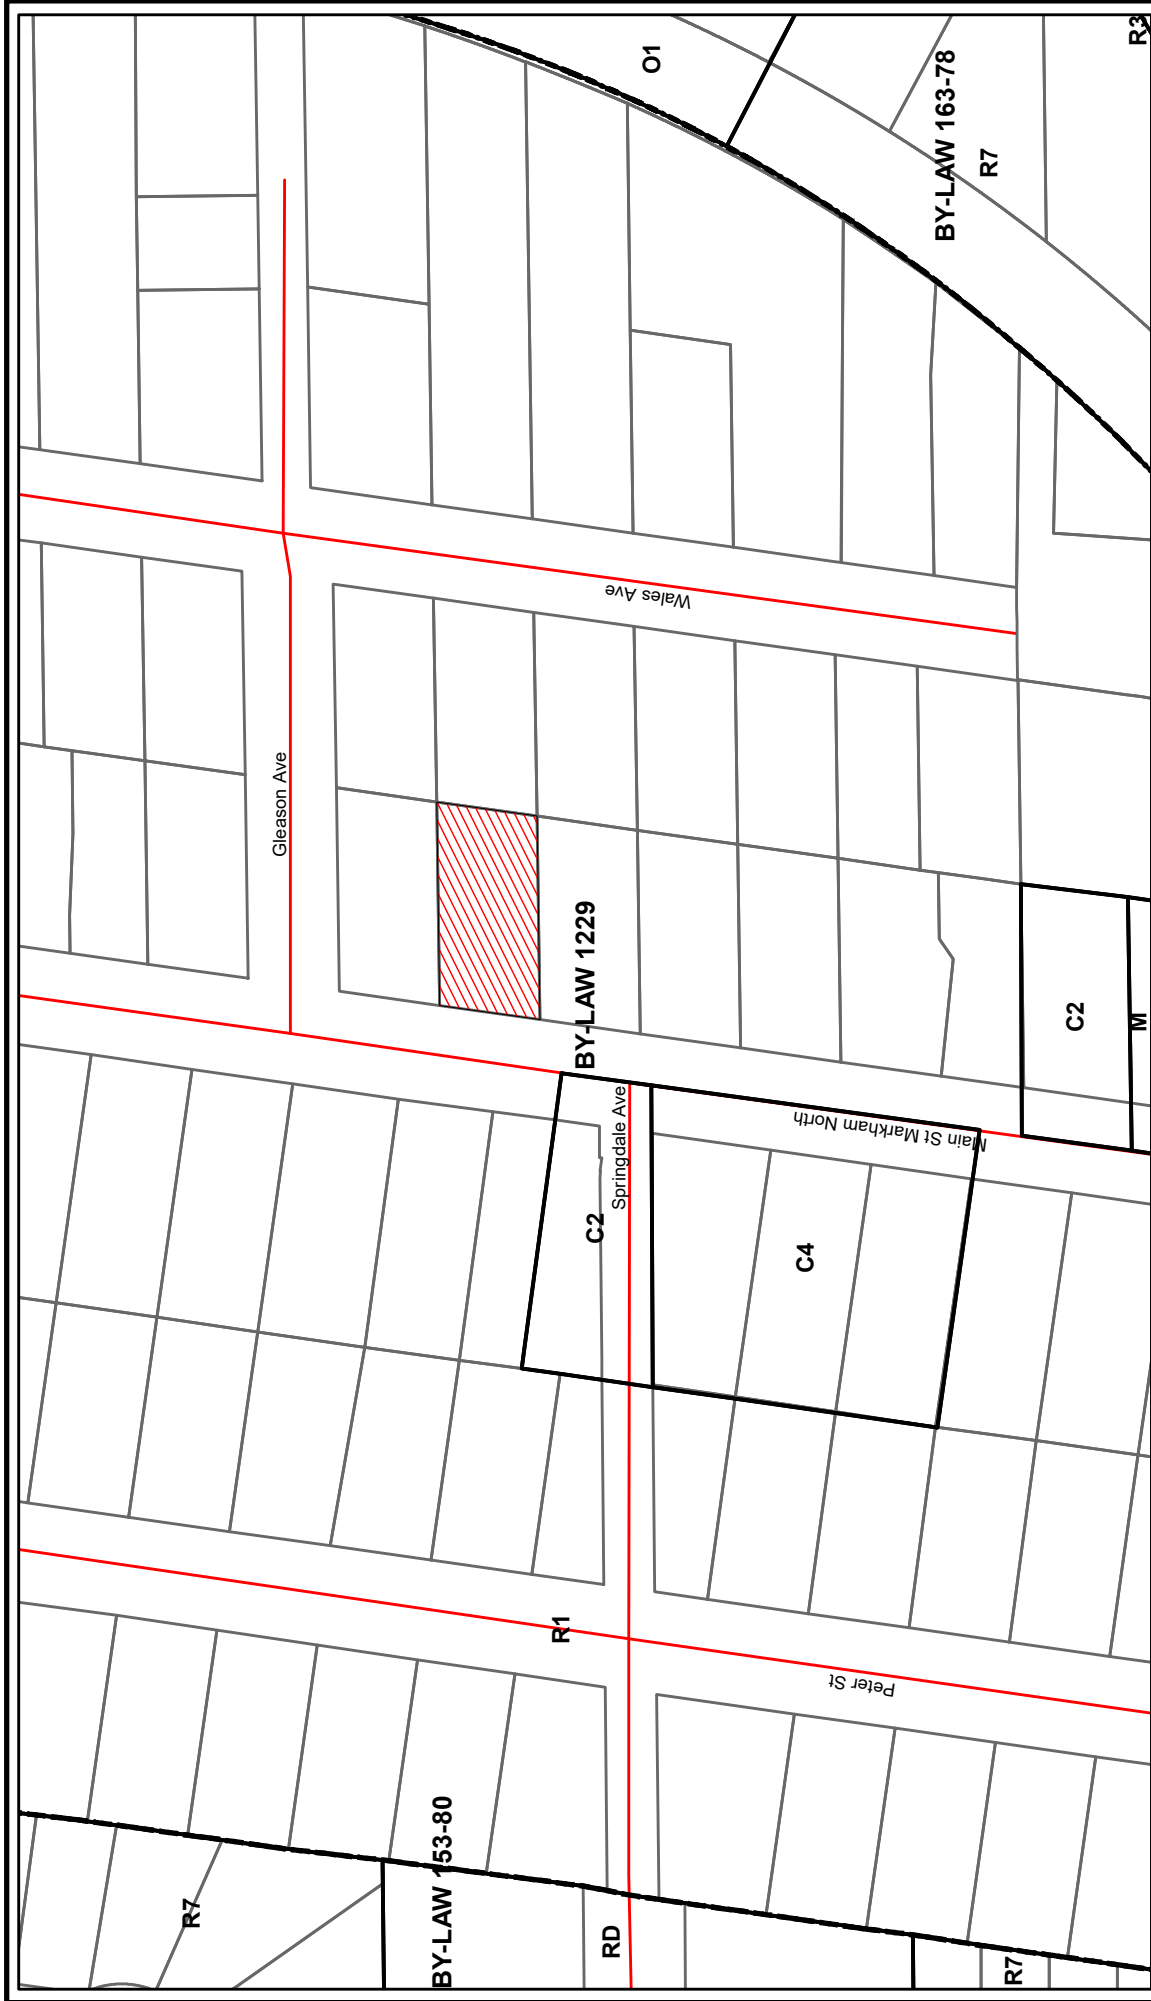 R3
O1
BY-LAW 163-78
R7
Wales Ave
Gleason Ave
BY-LAW 1229
C2
M
Main St Markham North
Springdale Ave
C2
C4
R1
Peter St
BY-LAW 153-80
R7
RD
R7